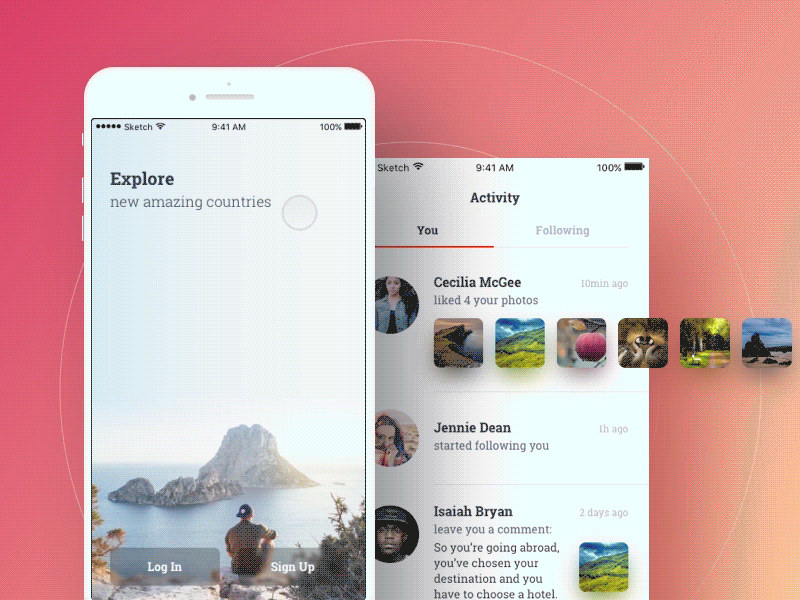 Sketch 9:41 AM 100%
Explore
new amazing countries
Log In
Sign Up
Sketch 9:41 AM 100%
Activity
You Following
Cecilia McGee 10min ago
liked 4 your photos
Jennie Dean 1h ago
started following you
Isaiah Bryan 2 days ago
leave you a comment:
So you’re going abroad,
you’ve chosen your
destination and you
have to choose a hotel.